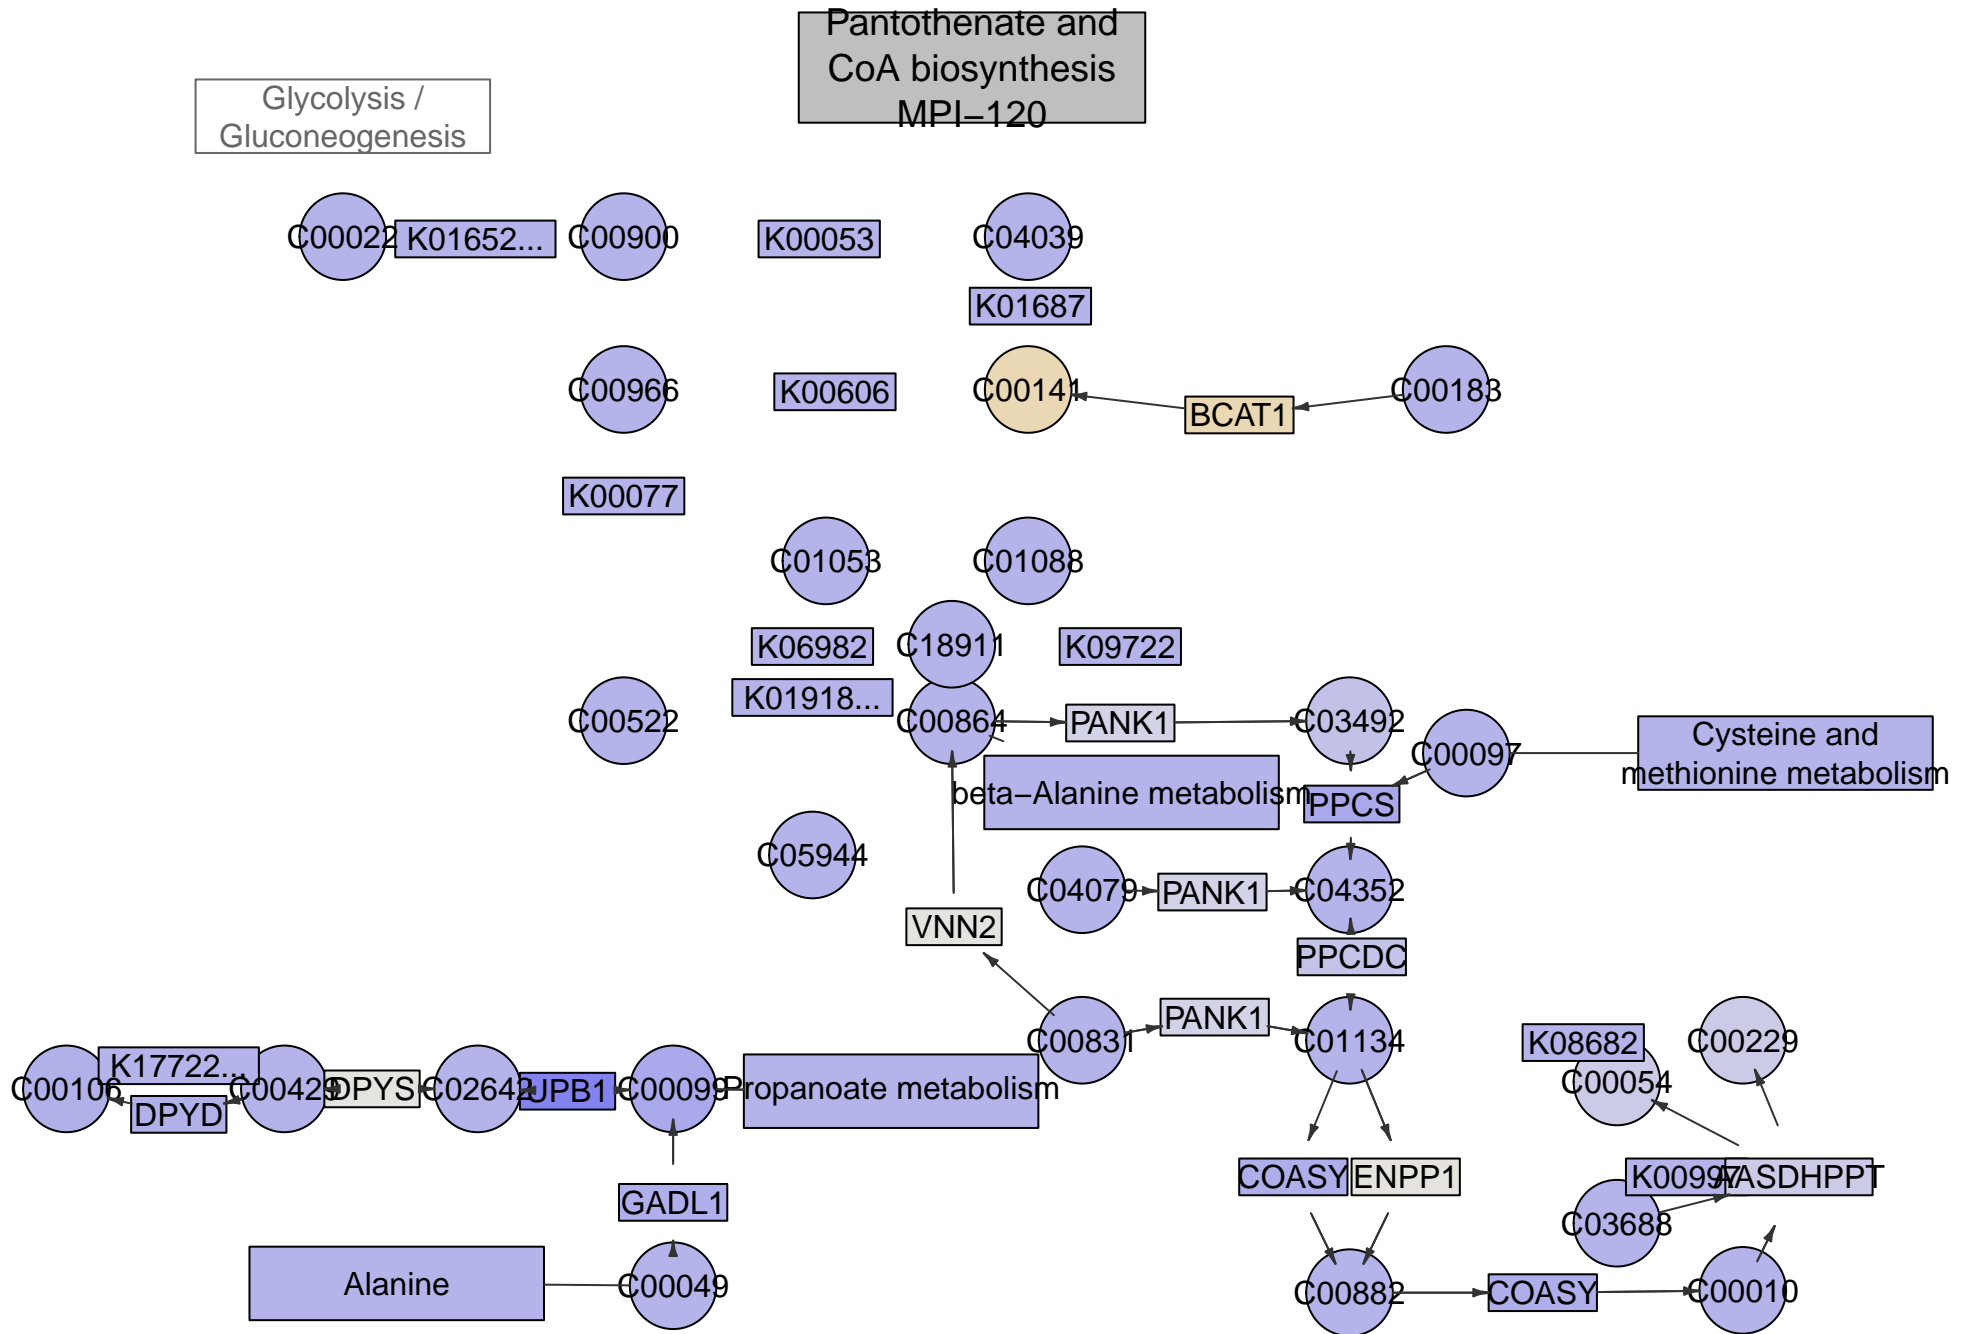 Pantothenate and
CoA biosynthesis
MPI−120
Glycolysis /
Gluconeogenesis
C00022
K01652...
C00900
K00053
C04039
K01687
C00966
K00606
C00141
BCAT1
C00183
K00077
C01053
C01088
K06982
C18911
K09722
K01918...
C00522
C00864
PANK1
C03492
C00097
Cysteine and
methionine metabolism
beta−Alanine metabolism
PPCS
C05944
C04079
PANK1
C04352
VNN2
PPCDC
C00831
PANK1
C01134
K08682
C00229
C00054
C00106
K17722...
DPYD
C00429
DPYS
C02642
UPB1
C00099
Propanoate metabolism
COASY
ENPP1
K00997
AASDHPPT
GADL1
C03688
Alanine
C00049
C00882
COASY
C00010